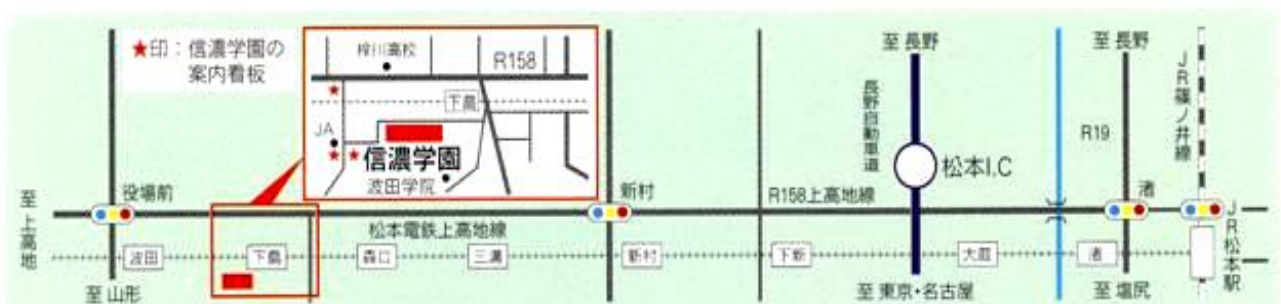 ★印：信濃学園の
案内看板
梓川高校
R158
下島
JA
信濃学園
波田学院
至長野
至長野
長野自動車道
松本I.C
R19
JR篠ノ井線
至上高地
役場前
新村
R158上高地線
渚
松本電鉄上高地線
JR松本駅
波田
下島
森口
三溝
新村
下新
大庭
渚
至山形
至東京・名古屋
至塩尻